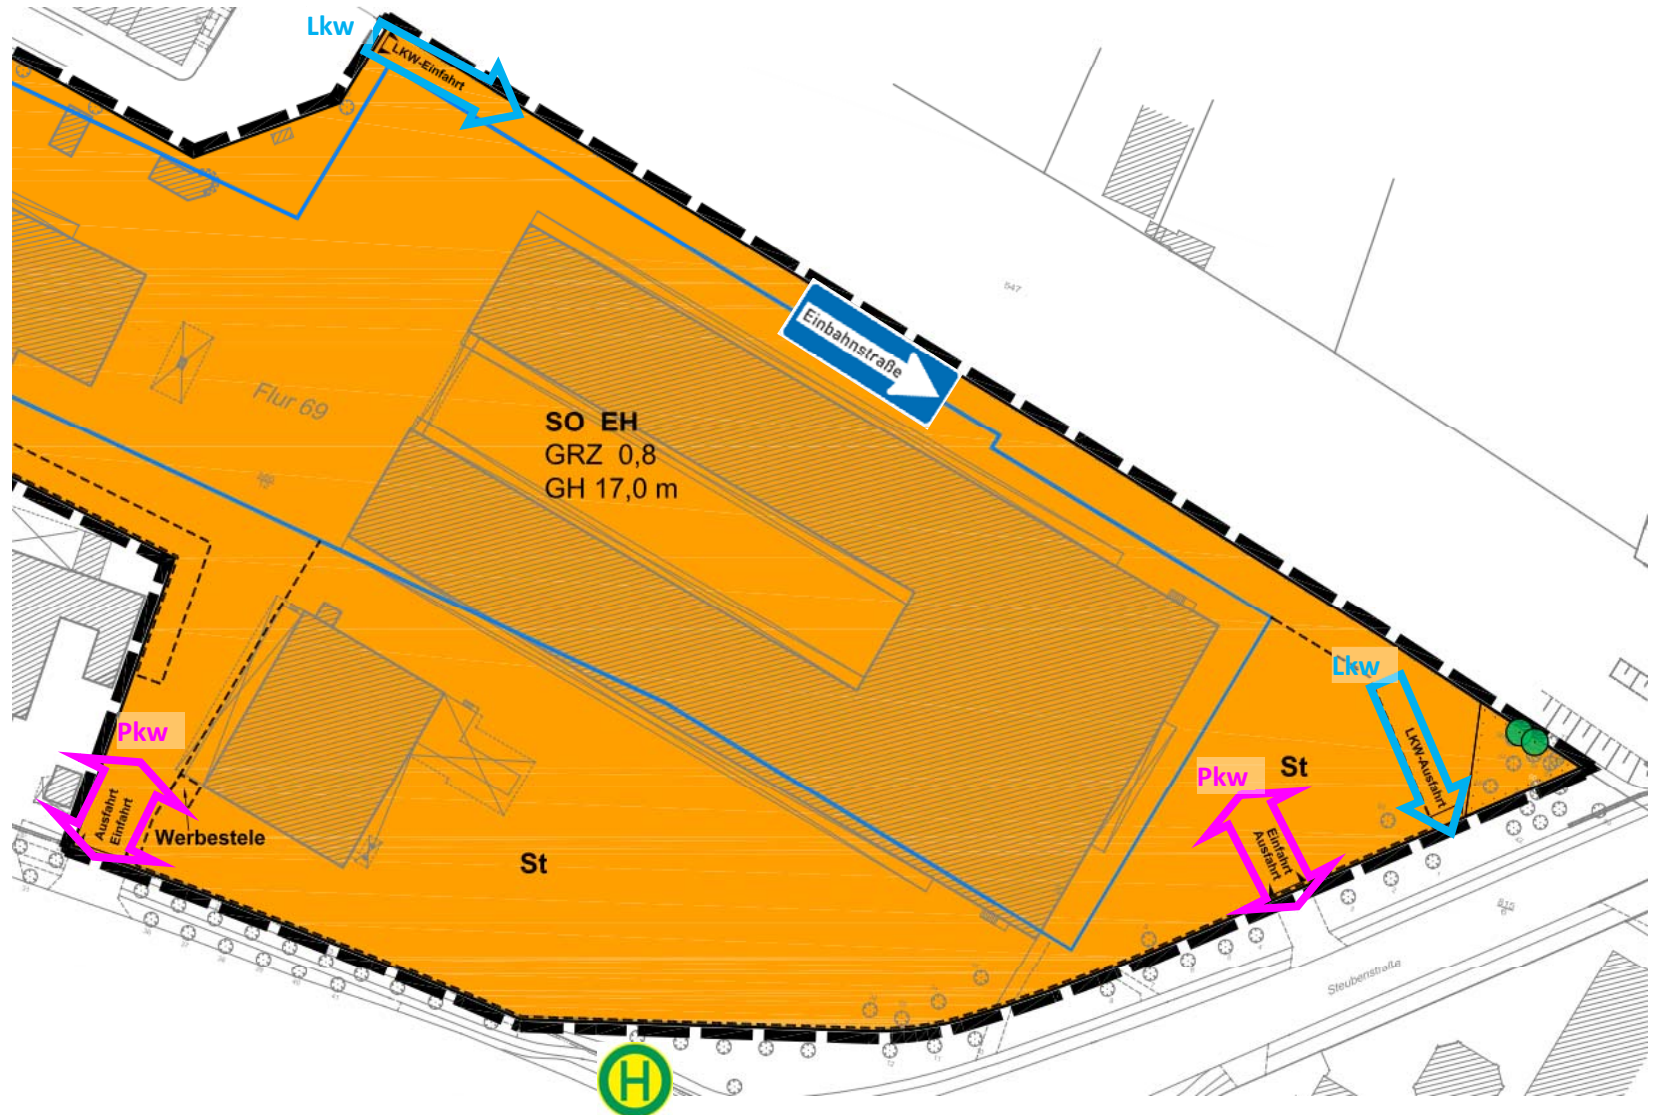 Lkw
LKW-Einfahrt
547
Einbahnstraße
Flur 69
SO EH
GRZ 0,8
GH 17,0 m
Lkw
LKW-Ausfahrt
Pkw
Ausfahrt
Einfahrt
Werbestele
St
Pkw
St
Einfahrt
Ausfahrt
Steubenstraße
H